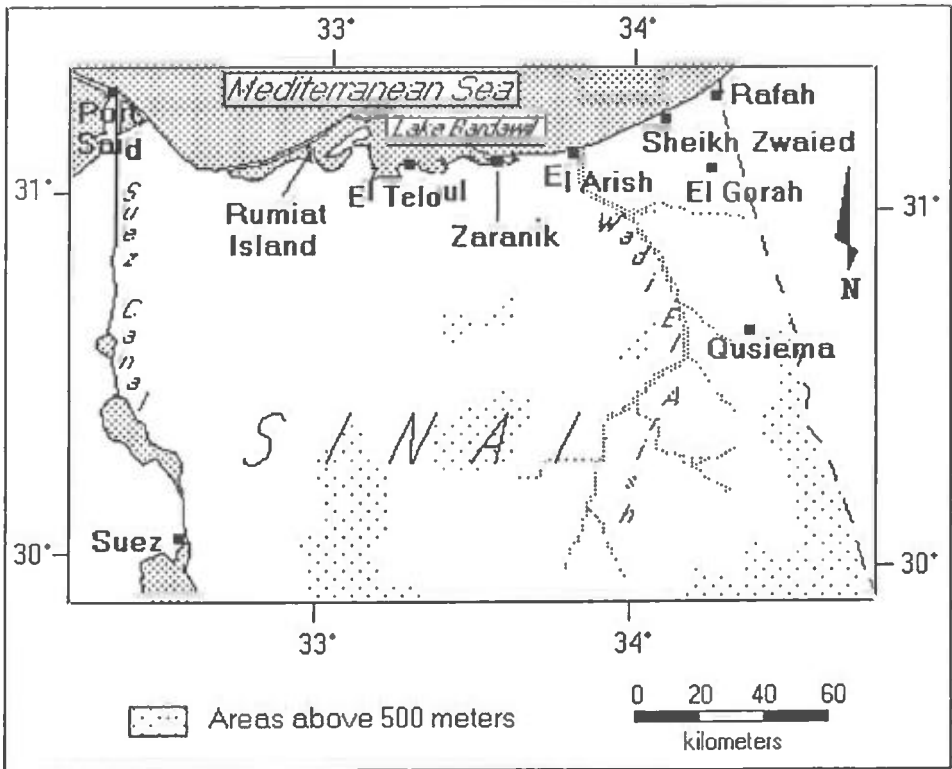 33°
34°
Mediterranean Sea
Rafah
Port
Said
Lake Bardawil
Sheikh Zwaied
31°
El Teloul
El Arish
El Gorah
31°
Rumiat
Island
Zaranik
Suez Canal
Wadi El Arish
N
Qusiema
SINAI
Suez
30°
30°
33°
34°
Areas above 500 meters
0 20 40 60
kilometers